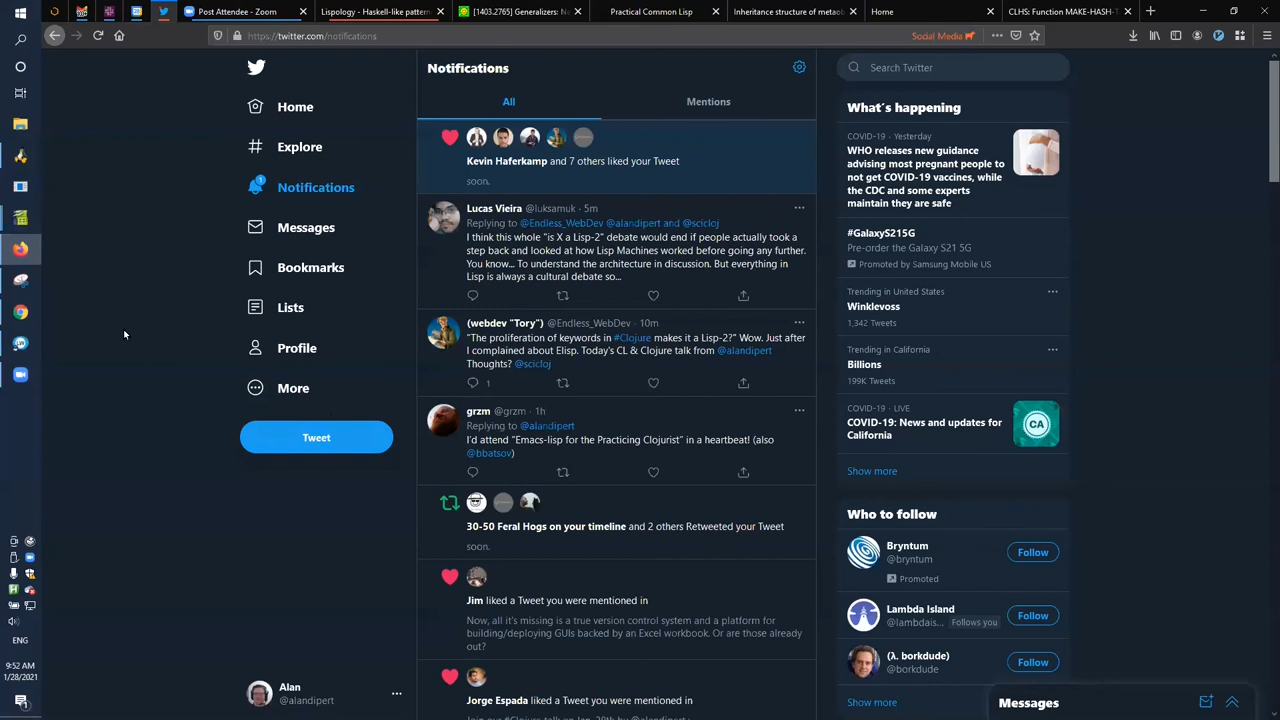 Post Attendee - Zoom
Lispology - Haskell-like pattern
[1403.2765] Generalizers: Ne
Practical Common Lisp
Inheritance structure of metaob
Home
CLHS: Function MAKE-HASH-T
https://twitter.com/notifications
Social Media
Notifications
Search Twitter
All
Mentions
Home
Explore
1
Notifications
Messages
Bookmarks
Lists
Profile
More
Tweet
Alan
@alandipert
Kevin Haferkamp and 7 others liked your Tweet
soon.
Lucas Vieira @luksamuk · 5m
Replying to @Endless_WebDev @alandipert and @scicloj
I think this whole "is X a Lisp-2" debate would end if people actually took a
step back and looked at how Lisp Machines worked before going any further.
You know... To understand the architecture in discussion. But everything in
Lisp is always a cultural debate so...
(webdev "Tory") @Endless_WebDev · 10m
"The proliferation of keywords in #Clojure makes it a Lisp-2?" Wow. Just after
I complained about Elisp. Today's CL & Clojure talk from @alandipert
Thoughts? @scicloj
1
grzm @grzm · 1h
Replying to @alandipert
I'd attend "Emacs-lisp for the Practicing Clojurist" in a heartbeat! (also
@bbatsov)
30-50 Feral Hogs on your timeline and 2 others Retweeted your Tweet
soon.
Jim liked a Tweet you were mentioned in
Now, all it's missing is a true version control system and a platform for
building/deploying GUIs backed by an Excel workbook. Or are those already
out?
Jorge Espada liked a Tweet you were mentioned in
What's happening
COVID-19 · Yesterday
WHO releases new guidance
advising most pregnant people to
not get COVID-19 vaccines, while
the CDC and some experts
maintain they are safe
#GalaxyS215G
Pre-order the Galaxy S21 5G
Promoted by Samsung Mobile US
Trending in United States
Winklevoss
1,342 Tweets
Trending in California
Billions
199K Tweets
COVID-19 · LIVE
COVID-19: News and updates for
California
CA
Show more
Who to follow
Bryntum
@bryntum
Promoted
Follow
Lambda Island
@lambdais... Follows you
Follow
(λ. borkdude)
@borkdude
Follow
Show more
Messages
ENG
9:52 AM
1/28/2021